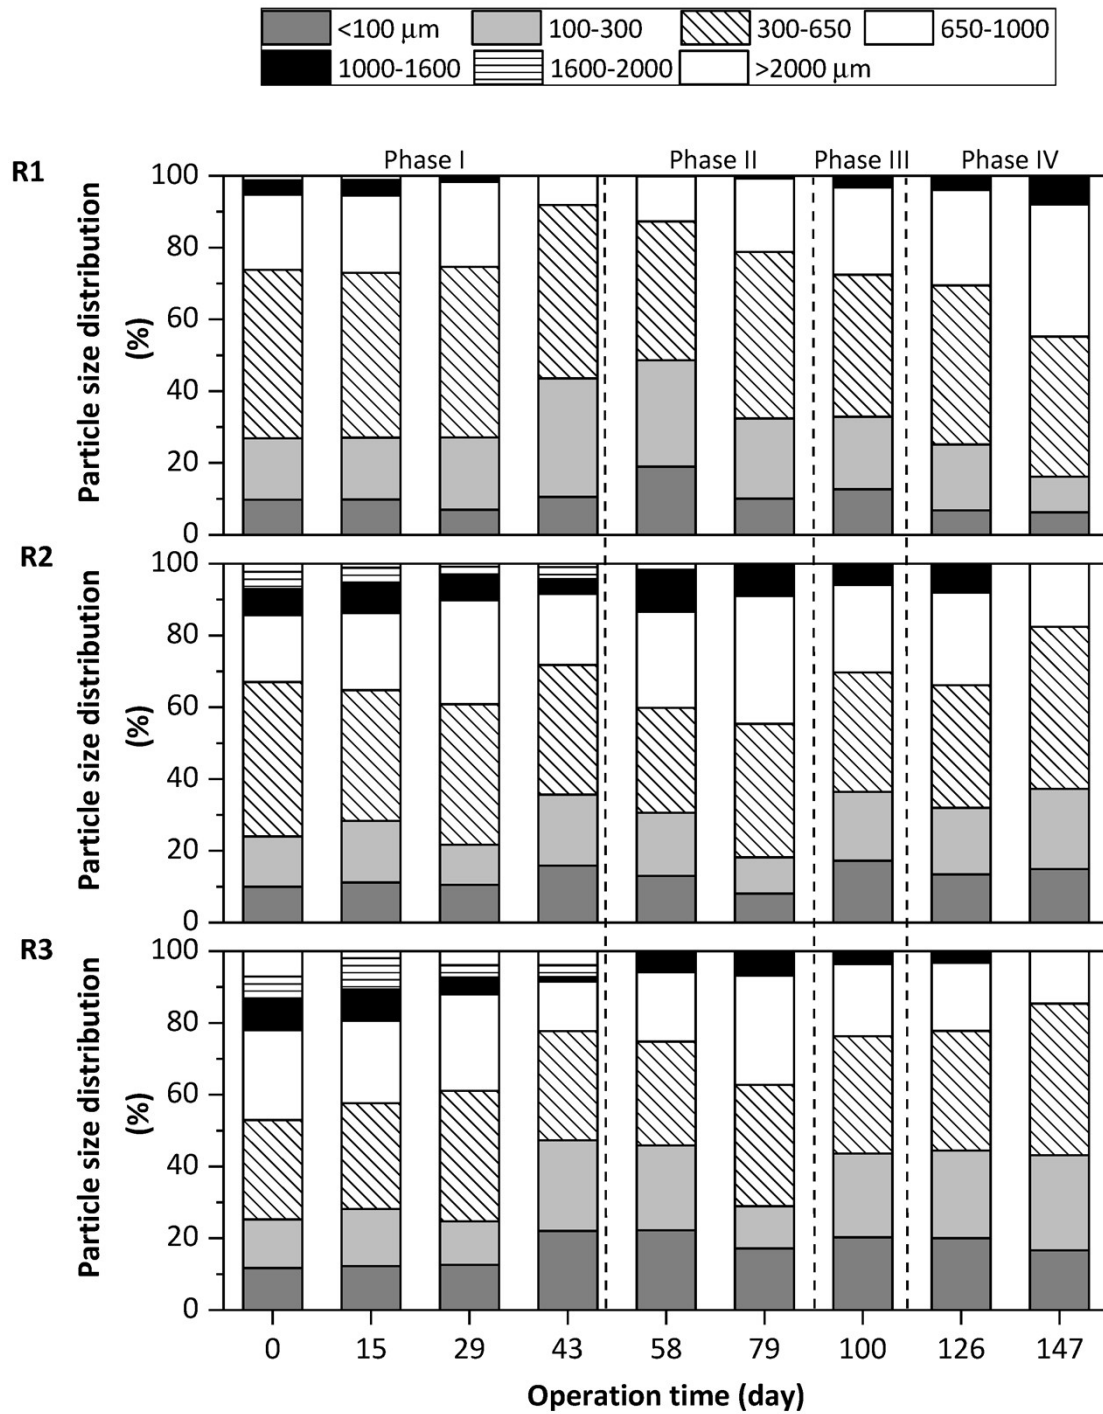 <100 μm 100-300 300-650 650-1000
1000-1600 1600-2000 >2000 μm
R1
Phase I Phase II Phase III Phase IV
Particle size distribution
(%)
100
80
60
40
20
0
R2
Particle size distribution
(%)
100
80
60
40
20
0
R3
Particle size distribution
(%)
100
80
60
40
20
0
0 15 29 43 58 79 100 126 147
Operation time (day)